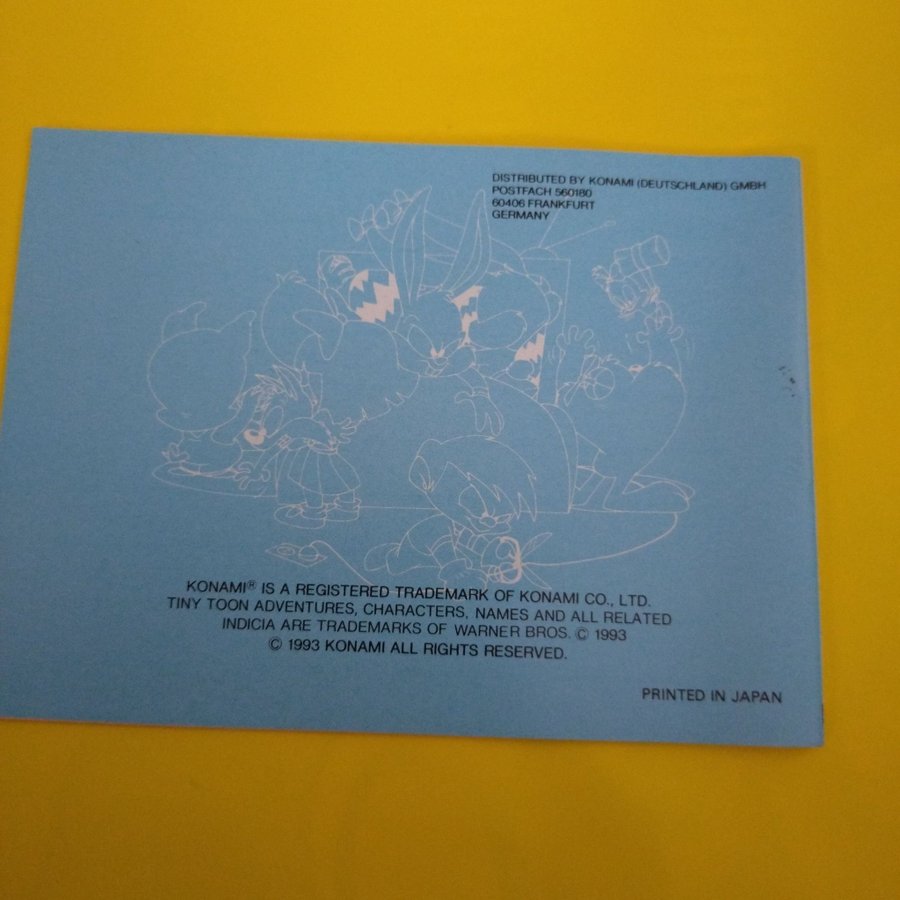 DISTRIBUTED BY KONAMI (DEUTSCHLAND) GMBH
POSTFACH 560180
60406 FRANKFURT
GERMANY
KONAMI® IS A REGISTERED TRADEMARK OF KONAMI CO., LTD.
TINY TOON ADVENTURES, CHARACTERS, NAMES AND ALL RELATED
INDICIA ARE TRADEMARKS OF WARNER BROS. © 1993
© 1993 KONAMI ALL RIGHTS RESERVED.
PRINTED IN JAPAN